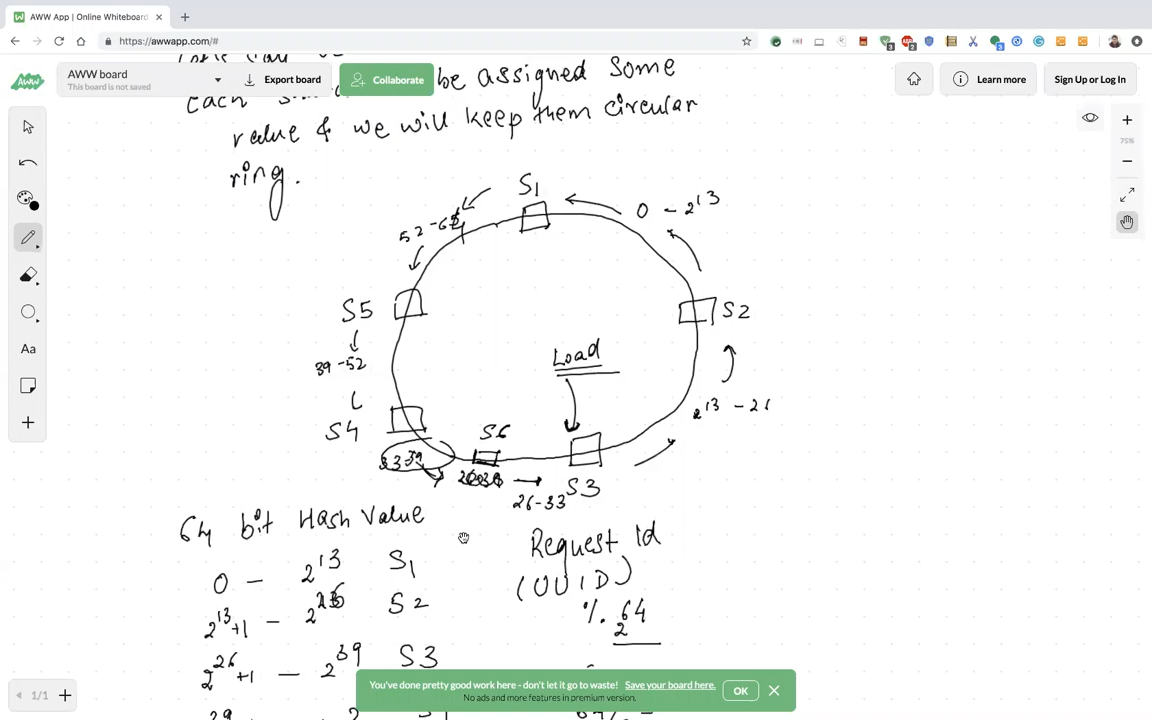 AWW App | Online Whiteboard
https://awwapp.com/#
AWW board
This board is not saved
Export board
Collaborate
Learn more
Sign Up or Log In
Each be assigned some
value & we will keep them circular
ring.
75%
S1
0 - 2^13
52-65
S5
S2
39-52
Load
2^13 - 26
S4
S6
33-39
26-33
S3
64 bit Hash Value
Request Id
(UUID)
0 - 2^13 S1
% 2^64
2^13+1 - 2^26 S2
2^26+1 - 2^39 S3
You've done pretty good work here - don't let it go to waste! Save your board here.
No ads and more features in premium version.
OK
1/1
Aa